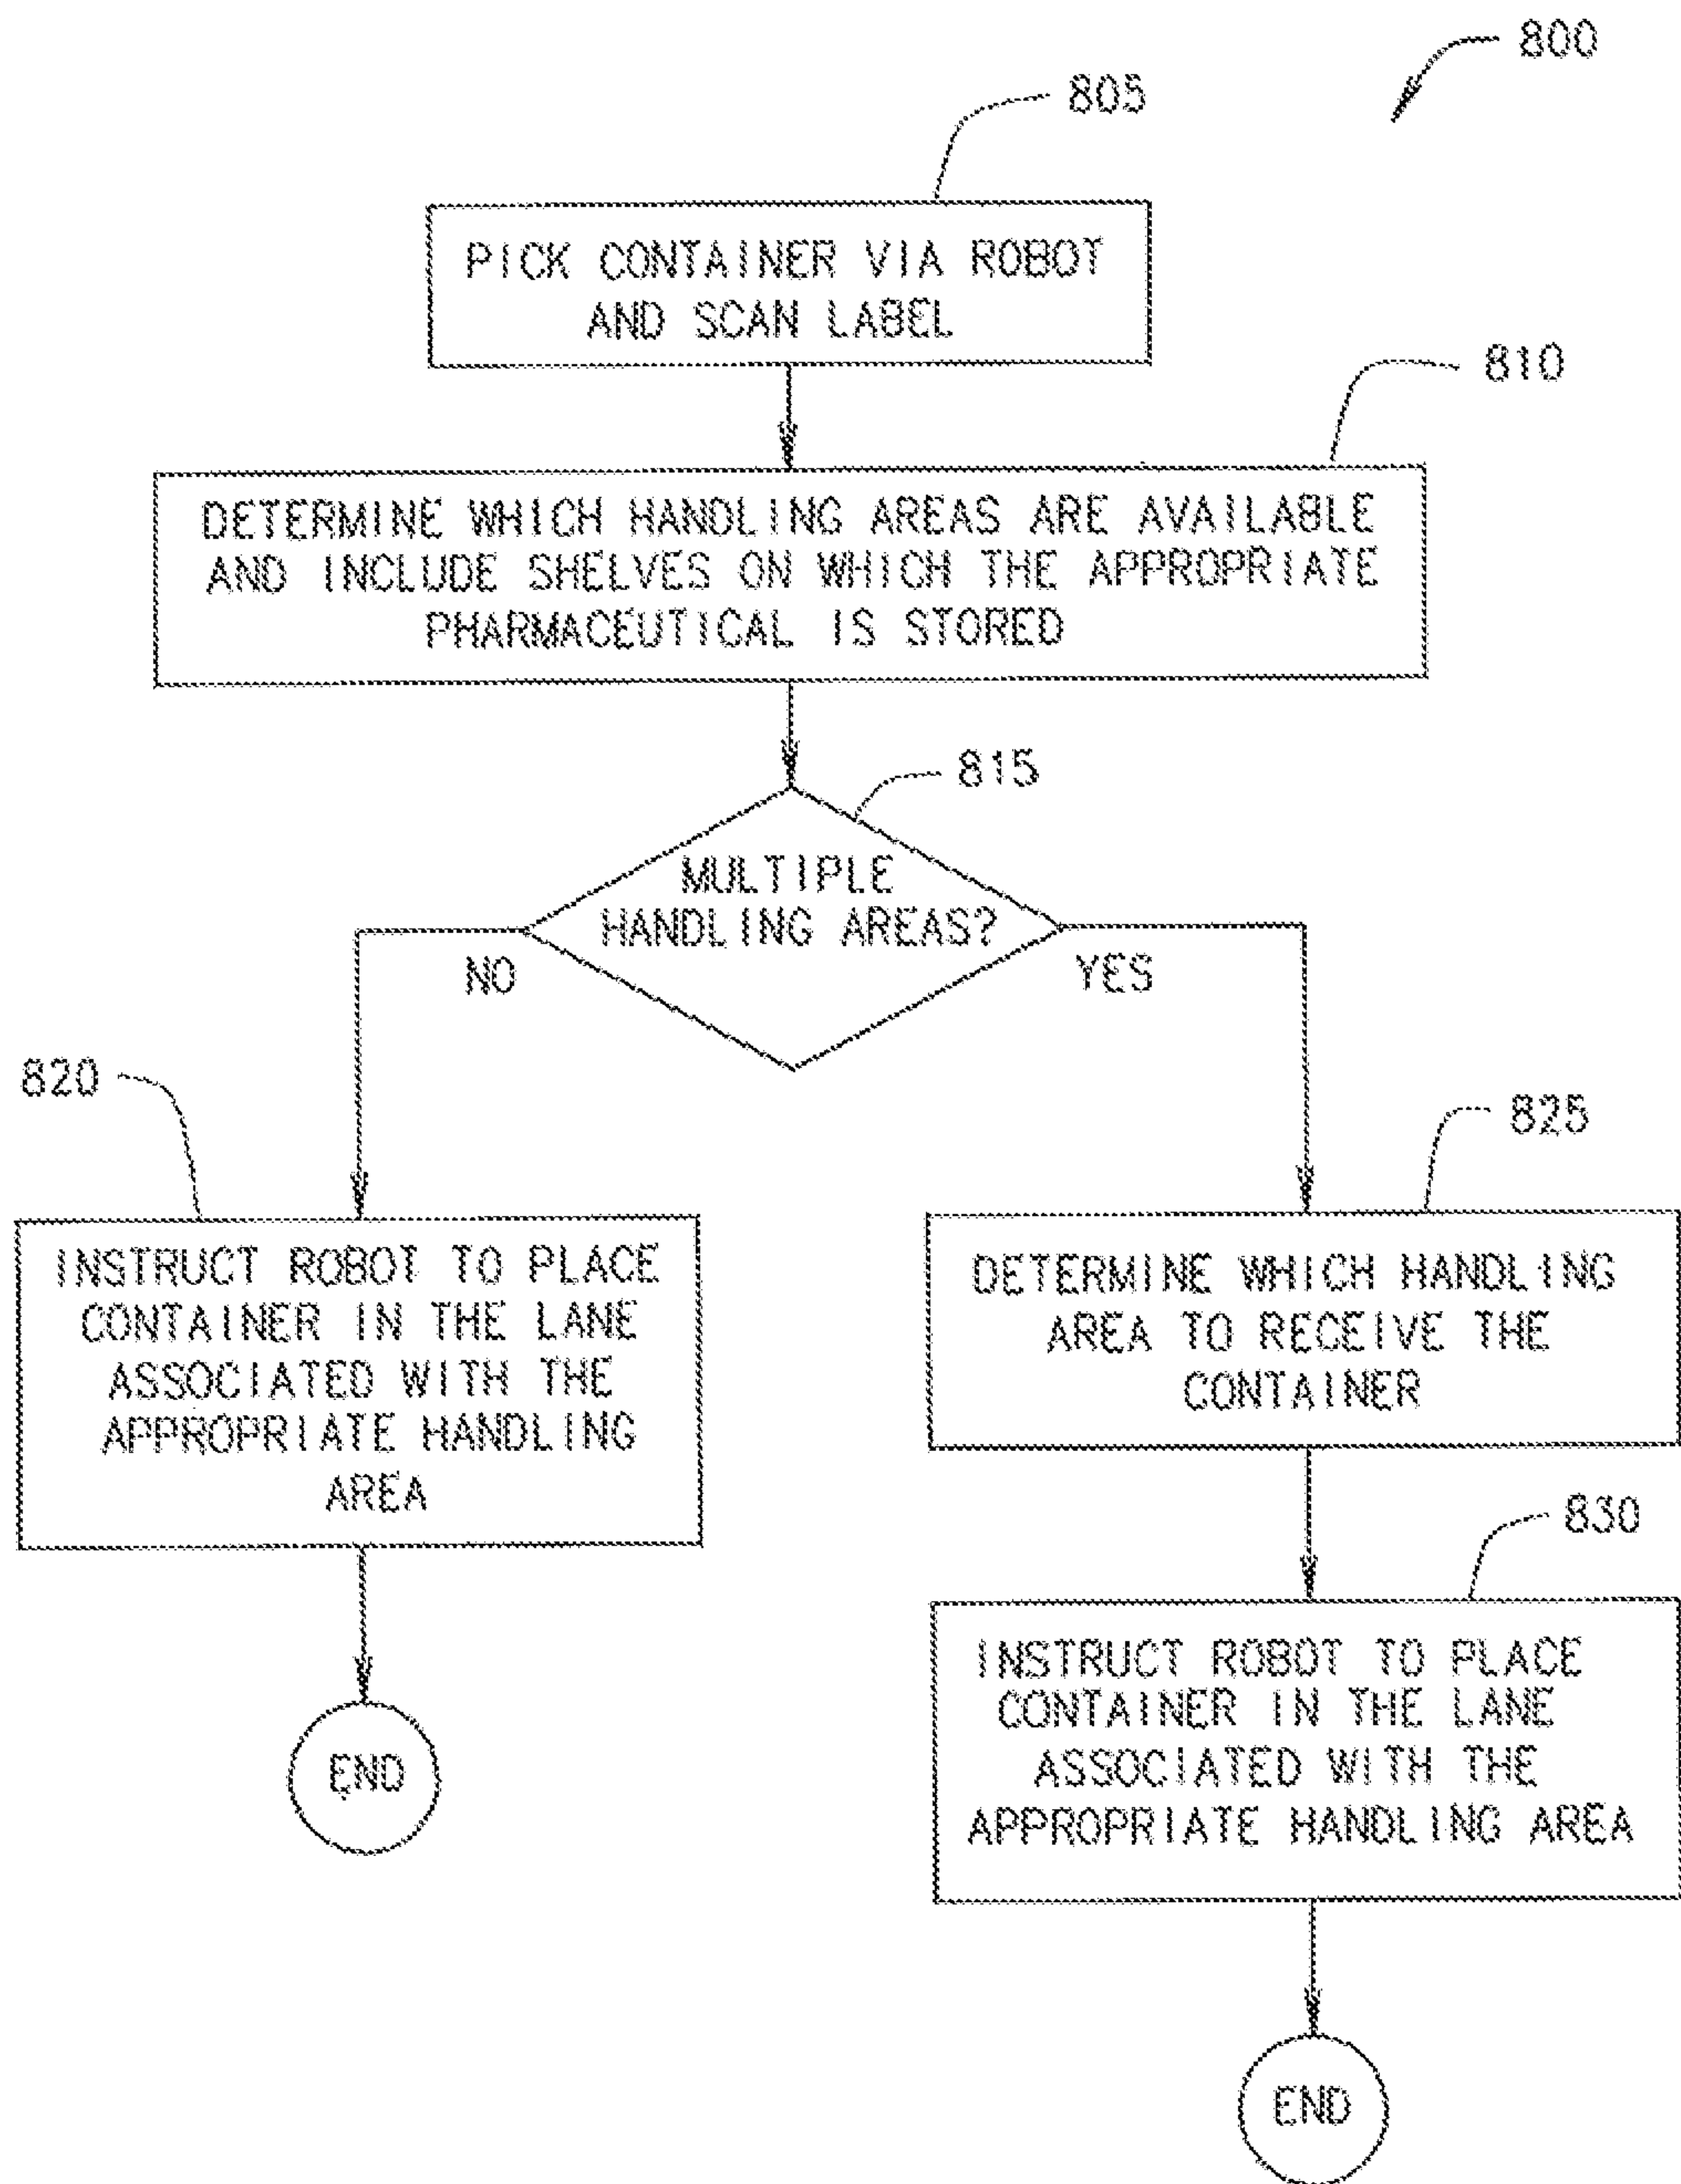 800
805
PICK CONTAINER VIA ROBOT
AND SCAN LABEL
810
DETERMINE WHICH HANDLING AREAS ARE AVAILABLE
AND INCLUDE SHELVES ON WHICH THE APPROPRIATE
PHARMACEUTICAL IS STORED
815
MULTIPLE
HANDLING AREAS?
NO
YES
820
INSTRUCT ROBOT TO PLACE
CONTAINER IN THE LANE
ASSOCIATED WITH THE
APPROPRIATE HANDLING
AREA
END
825
DETERMINE WHICH HANDLING
AREA TO RECEIVE THE
CONTAINER
830
INSTRUCT ROBOT TO PLACE
CONTAINER IN THE LANE
ASSOCIATED WITH THE
APPROPRIATE HANDLING AREA
END